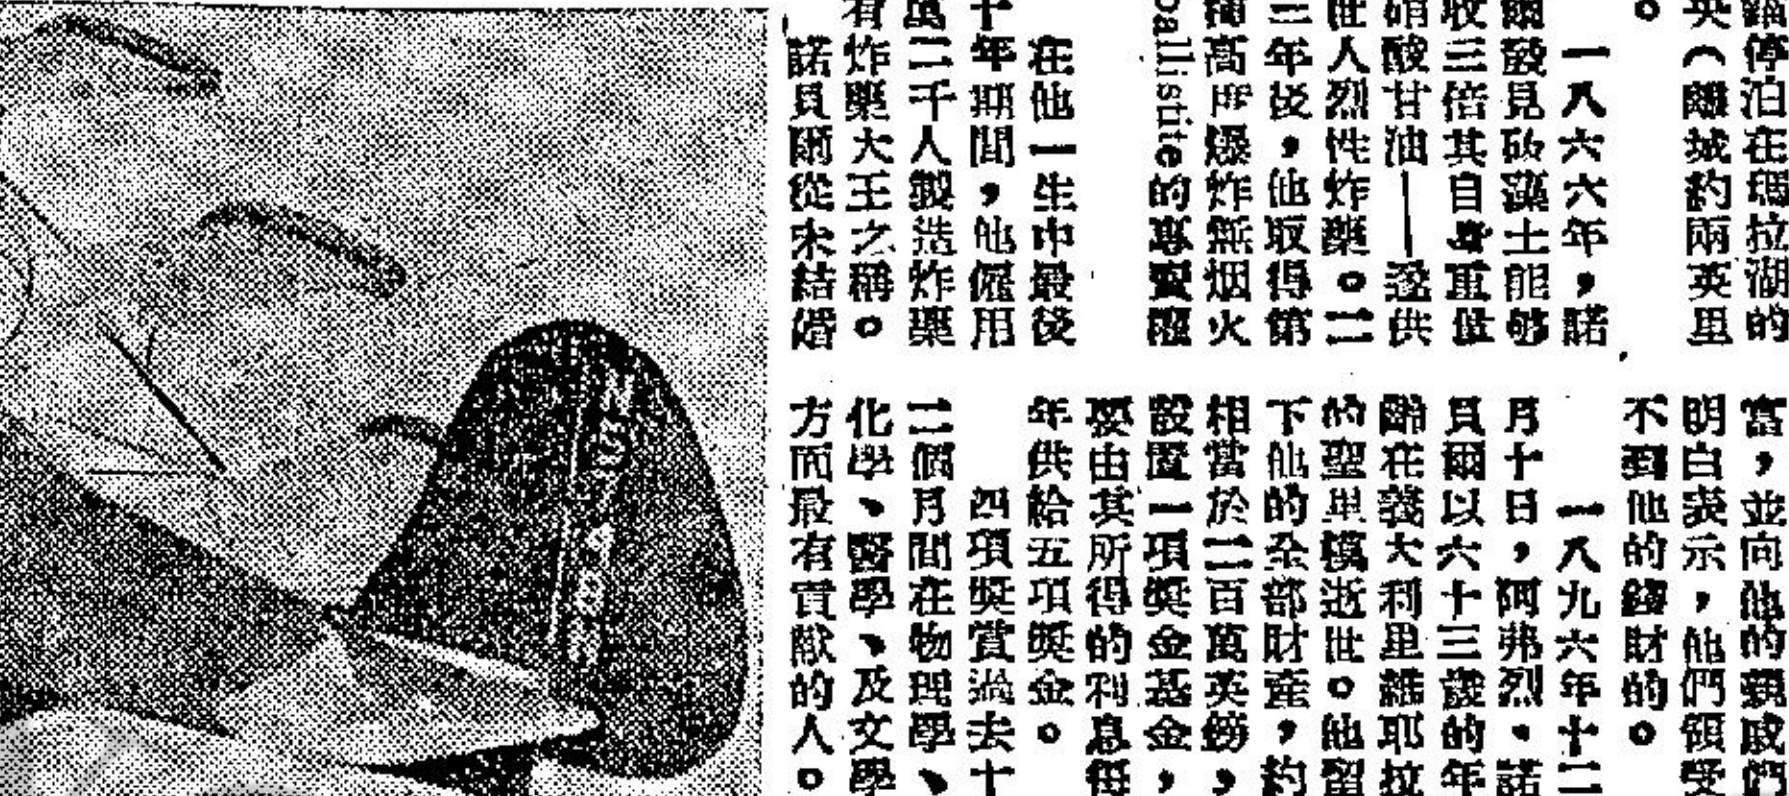 錨停泊在瑪拉湖的
英(離城約兩英里
。
一八六六年,諾
爾發見矽藻土能够
收三倍其自身重
硝酸甘油——遂供
世人烈性炸藥。二
年後,他取得第
高度爆炸無烟火
ballistite的專賣權
在他一生中最後
十年期間,他僱用
萬二千人製造炸藥
有炸藥大王之稱。
諾貝爾從未結婚
富,並向他的親戚們
明白表示,他們領受
不到他的錢財的。
一八九六年十二
月十日,阿弗烈・諾
貝爾以六十三歲的年
齡在義大利里維耶拉
的聖里模逝世。他留
下他的全部財產,約
相當於二百萬英鎊,
設置一項獎金基金,
要由其所得的利息每
年供給五項獎金。
四項獎賞過去十
二個月間在物理學、
化學、醫學、及文學
方面最有貢獻的人。